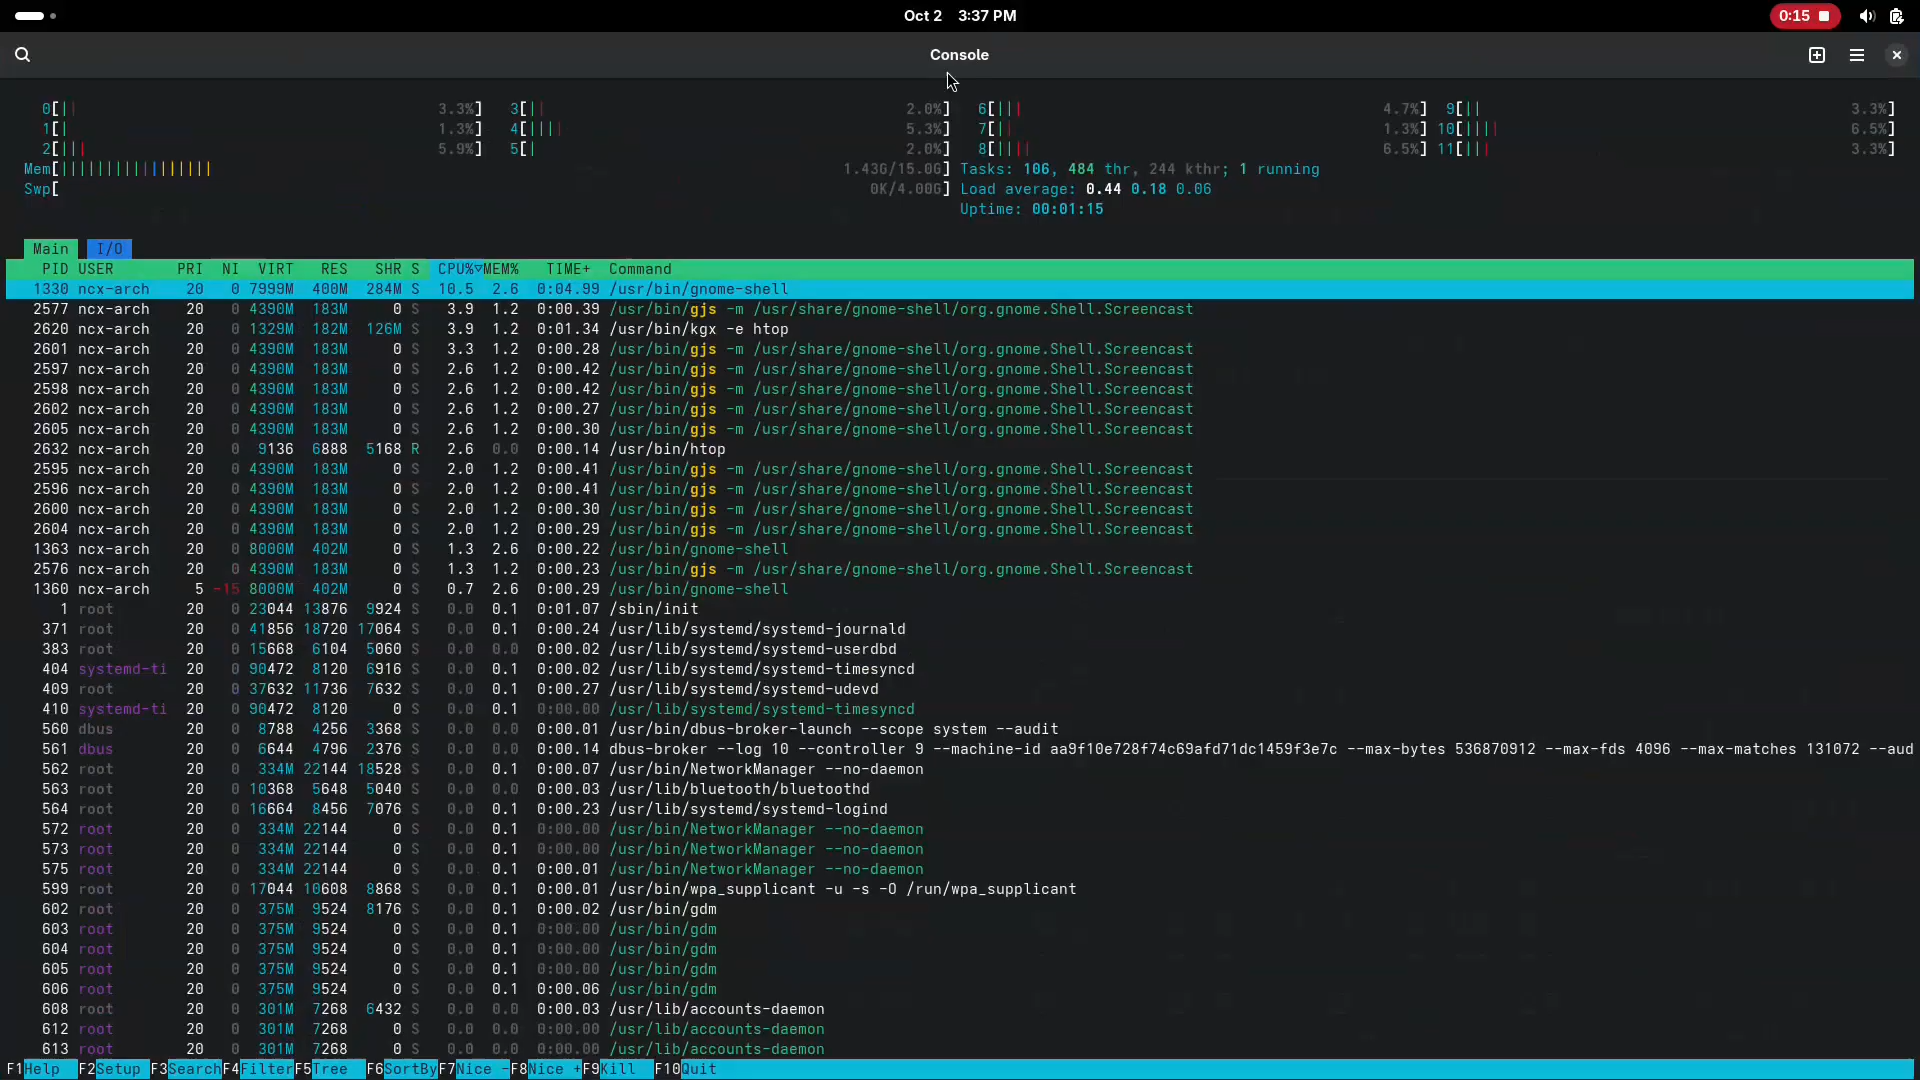 Oct 2 3:37 PM
0:15
Console
0[|| 3.3%] 3[|| 2.0%] 6[||| 4.7%] 9[|| 3.3%]
1[| 1.3%] 4[|||| 5.3%] 7[|| 1.3%] 10[|||| 6.5%]
2[||| 5.9%] 5[| 2.0%] 8[|||| 6.5%] 11[||| 3.3%]
Mem[||||||||||||||||| 1.43G/15.0G] Tasks: 106, 484 thr, 244 kthr; 1 running
Swp[ 0K/4.00G] Load average: 0.44 0.18 0.06
Uptime: 00:01:15
Main I/O
PID USER PRI NI VIRT RES SHR S CPU%▽MEM% TIME+ Command
1330 ncx-arch 20 0 7999M 400M 284M S 10.5 2.6 0:04.99 /usr/bin/gnome-shell
2577 ncx-arch 20 0 4390M 183M 0 S 3.9 1.2 0:00.39 /usr/bin/gjs -m /usr/share/gnome-shell/org.gnome.Shell.Screencast
2620 ncx-arch 20 0 1329M 182M 126M S 3.9 1.2 0:01.34 /usr/bin/kgx -e htop
2601 ncx-arch 20 0 4390M 183M 0 S 3.3 1.2 0:00.28 /usr/bin/gjs -m /usr/share/gnome-shell/org.gnome.Shell.Screencast
2597 ncx-arch 20 0 4390M 183M 0 S 2.6 1.2 0:00.42 /usr/bin/gjs -m /usr/share/gnome-shell/org.gnome.Shell.Screencast
2598 ncx-arch 20 0 4390M 183M 0 S 2.6 1.2 0:00.42 /usr/bin/gjs -m /usr/share/gnome-shell/org.gnome.Shell.Screencast
2602 ncx-arch 20 0 4390M 183M 0 S 2.6 1.2 0:00.27 /usr/bin/gjs -m /usr/share/gnome-shell/org.gnome.Shell.Screencast
2605 ncx-arch 20 0 4390M 183M 0 S 2.6 1.2 0:00.30 /usr/bin/gjs -m /usr/share/gnome-shell/org.gnome.Shell.Screencast
2632 ncx-arch 20 0 9136 6888 5168 R 2.6 0.0 0:00.14 /usr/bin/htop
2595 ncx-arch 20 0 4390M 183M 0 S 2.0 1.2 0:00.41 /usr/bin/gjs -m /usr/share/gnome-shell/org.gnome.Shell.Screencast
2596 ncx-arch 20 0 4390M 183M 0 S 2.0 1.2 0:00.41 /usr/bin/gjs -m /usr/share/gnome-shell/org.gnome.Shell.Screencast
2600 ncx-arch 20 0 4390M 183M 0 S 2.0 1.2 0:00.30 /usr/bin/gjs -m /usr/share/gnome-shell/org.gnome.Shell.Screencast
2604 ncx-arch 20 0 4390M 183M 0 S 2.0 1.2 0:00.29 /usr/bin/gjs -m /usr/share/gnome-shell/org.gnome.Shell.Screencast
1363 ncx-arch 20 0 8000M 402M 0 S 1.3 2.6 0:00.22 /usr/bin/gnome-shell
2576 ncx-arch 20 0 4390M 183M 0 S 1.3 1.2 0:00.23 /usr/bin/gjs -m /usr/share/gnome-shell/org.gnome.Shell.Screencast
1360 ncx-arch 5 -15 8000M 402M 0 S 0.7 2.6 0:00.29 /usr/bin/gnome-shell
1 root 20 0 23044 13876 9924 S 0.0 0.1 0:01.07 /sbin/init
371 root 20 0 41856 18720 17064 S 0.0 0.1 0:00.24 /usr/lib/systemd/systemd-journald
383 root 20 0 15668 6104 5060 S 0.0 0.0 0:00.02 /usr/lib/systemd/systemd-userdbd
404 systemd-ti 20 0 90472 8120 6916 S 0.0 0.1 0:00.02 /usr/lib/systemd/systemd-timesyncd
409 root 20 0 37632 11736 7632 S 0.0 0.1 0:00.27 /usr/lib/systemd/systemd-udevd
410 systemd-ti 20 0 90472 8120 0 S 0.0 0.1 0:00.00 /usr/lib/systemd/systemd-timesyncd
560 dbus 20 0 8788 4256 3368 S 0.0 0.0 0:00.01 /usr/bin/dbus-broker-launch --scope system --audit
561 dbus 20 0 6644 4796 2376 S 0.0 0.0 0:00.14 dbus-broker --log 10 --controller 9 --machine-id aa9f10e728f74c69afd71dc1459f3e7c --max-bytes 536870912 --max-fds 4096 --max-matches 131072 --aud
562 root 20 0 334M 22144 18528 S 0.0 0.1 0:00.07 /usr/bin/NetworkManager --no-daemon
563 root 20 0 10368 5648 5040 S 0.0 0.0 0:00.03 /usr/lib/bluetooth/bluetoothd
564 root 20 0 16664 8456 7076 S 0.0 0.1 0:00.23 /usr/lib/systemd/systemd-logind
572 root 20 0 334M 22144 0 S 0.0 0.1 0:00.00 /usr/bin/NetworkManager --no-daemon
573 root 20 0 334M 22144 0 S 0.0 0.1 0:00.00 /usr/bin/NetworkManager --no-daemon
575 root 20 0 334M 22144 0 S 0.0 0.1 0:00.01 /usr/bin/NetworkManager --no-daemon
599 root 20 0 17044 10608 8868 S 0.0 0.1 0:00.01 /usr/bin/wpa_supplicant -u -s -O /run/wpa_supplicant
602 root 20 0 375M 9524 8176 S 0.0 0.1 0:00.02 /usr/bin/gdm
603 root 20 0 375M 9524 0 S 0.0 0.1 0:00.00 /usr/bin/gdm
604 root 20 0 375M 9524 0 S 0.0 0.1 0:00.00 /usr/bin/gdm
605 root 20 0 375M 9524 0 S 0.0 0.1 0:00.00 /usr/bin/gdm
606 root 20 0 375M 9524 0 S 0.0 0.1 0:00.06 /usr/bin/gdm
608 root 20 0 301M 7268 6432 S 0.0 0.0 0:00.03 /usr/lib/accounts-daemon
612 root 20 0 301M 7268 0 S 0.0 0.0 0:00.00 /usr/lib/accounts-daemon
613 root 20 0 301M 7268 0 S 0.0 0.0 0:00.00 /usr/lib/accounts-daemon
F1Help F2Setup F3SearchF4FilterF5Tree F6SortByF7Nice -F8Nice +F9Kill F10Quit